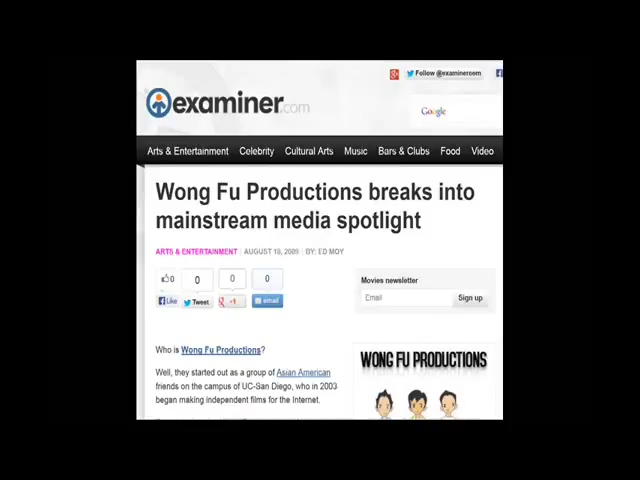 Follow @examinercom
examiner.com
Google
Arts & Entertainment Celebrity Cultural Arts Music Bars & Clubs Food Video
Wong Fu Productions breaks into
mainstream media spotlight
ARTS & ENTERTAINMENT | AUGUST 18, 2009 | BY: ED MOY
0 0 0 0
Like Tweet +1 email
Movies newsletter
Email Sign up
Who is Wong Fu Productions?
WONG FU PRODUCTIONS
Well, they started out as a group of Asian American
friends on the campus of UC-San Diego, who in 2003
began making independent films for the Internet.